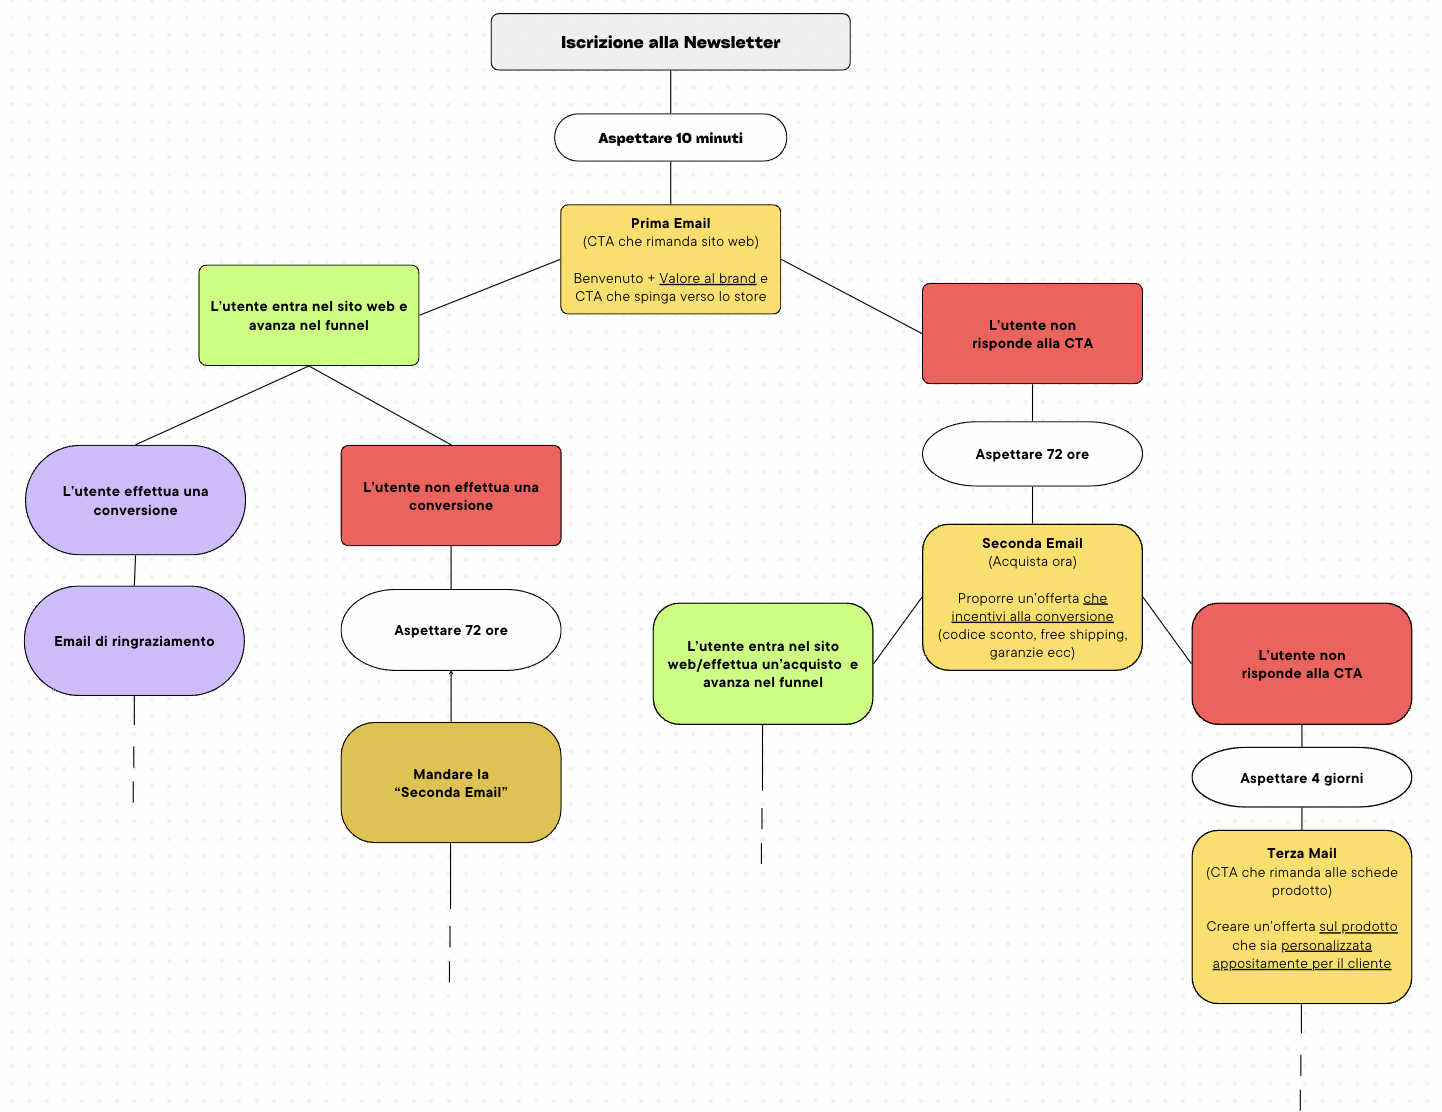 Iscrizione alla Newsletter
Aspettare 10 minuti
Prima Email
(CTA che rimanda sito web)
Benvenuto + Valore al brand e
CTA che spinga verso lo store
L'utente entra nel sito web e
avanza nel funnel
L'utente non
risponde alla CTA
L'utente effettua una
conversione
L'utente non effettua una
conversione
Aspettare 72 ore
Email di ringraziamento
Aspettare 72 ore
Seconda Email
(Acquista ora)
Proporre un'offerta che
incentivi alla conversione
(codice sconto, free shipping,
garanzie ecc)
L'utente entra nel sito
web/effettua un'acquisto e
avanza nel funnel
L'utente non
risponde alla CTA
Mandare la
“Seconda Email”
Aspettare 4 giorni
Terza Mail
(CTA che rimanda alle schede
prodotto)
Creare un'offerta sul prodotto
che sia personalizzata
appositamente per il cliente